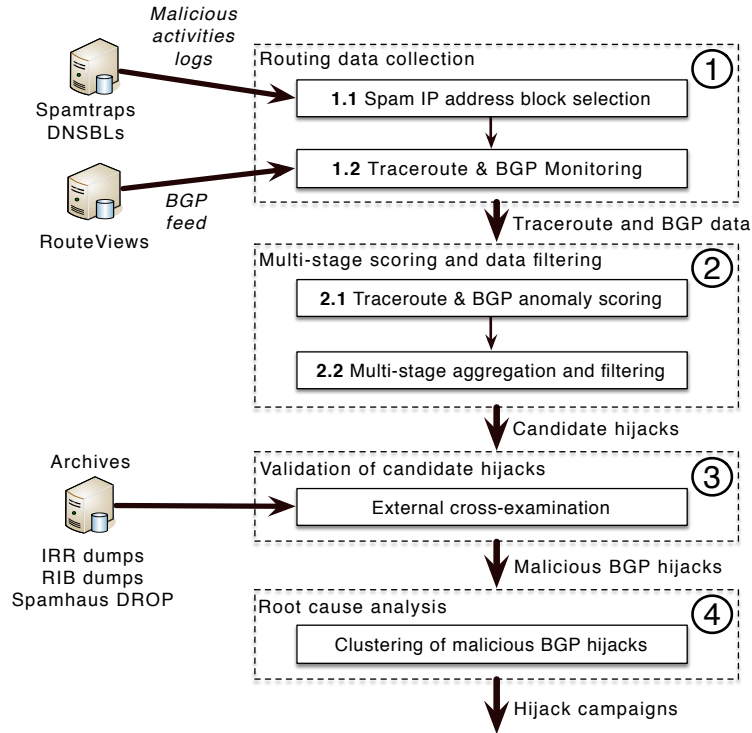 Malicious
activities
logs
Spamtraps
DNSBLs
Routing data collection
1
1.1 Spam IP address block selection
1.2 Traceroute & BGP Monitoring
BGP
feed
RouteViews
Traceroute and BGP data
Multi-stage scoring and data filtering
2
2.1 Traceroute & BGP anomaly scoring
2.2 Multi-stage aggregation and filtering
Candidate hijacks
Archives
IRR dumps
RIB dumps
Spamhaus DROP
Validation of candidate hijacks
3
External cross-examination
Malicious BGP hijacks
Root cause analysis
4
Clustering of malicious BGP hijacks
Hijack campaigns